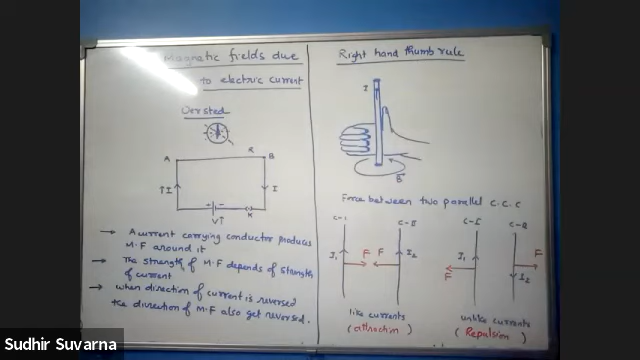 Magnatic fields due
to electric current
Oersted
A
R
B
↑I
I
+
-
V↑
K
→ A current carrying conductor produces
M.F around it
→ The strength of M.F depends of strength
of current
→ when direction of current is reversed
the direction of M.F also get reversed.
Right hand thumb rule
I
B
Force between two parallel C.C.C
C-I
C-II
C-I
C-II
I1
F
F
I2
I1
F
F
I2
like currents
(attraction)
unlike currents
(Repulsion)
Sudhir Suvarna